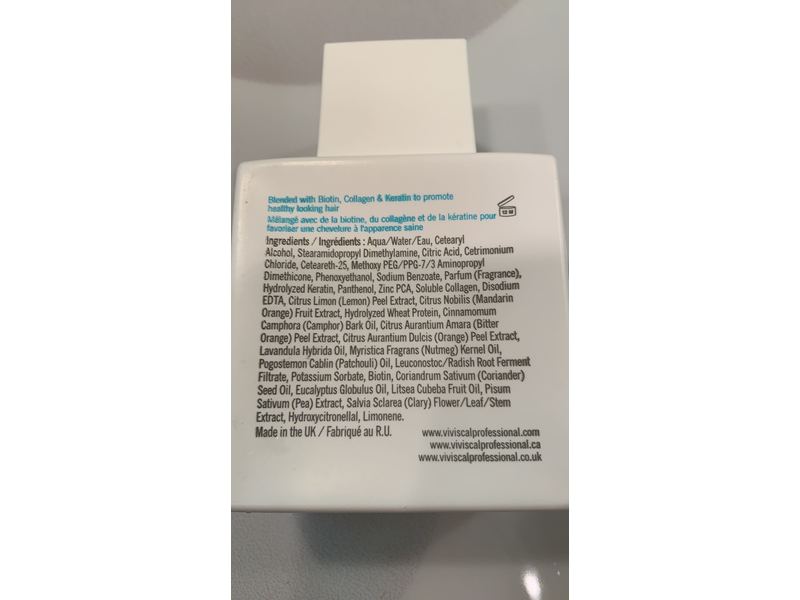 Blended with Biotin, Collagen & Keratin to promote
healthy looking hair
Mélangé avec de la biotine, du collagène et de la kératine pour
favoriser une chevelure à l'apparence saine
12 M
Ingredients / Ingrédients : Aqua/Water/Eau, Cetearyl
Alcohol, Stearamidopropyl Dimethylamine, Citric Acid, Cetrimonium
Chloride, Ceteareth-25, Methoxy PEG/PPG-7/3 Aminopropyl
Dimethicone, Phenoxyethanol, Sodium Benzoate, Parfum (Fragrance),
Hydrolyzed Keratin, Panthenol, Zinc PCA, Soluble Collagen, Disodium
EDTA, Citrus Limon (Lemon) Peel Extract, Citrus Nobilis (Mandarin
Orange) Fruit Extract, Hydrolyzed Wheat Protein, Cinnamomum
Camphora (Camphor) Bark Oil, Citrus Aurantium Amara (Bitter
Orange) Peel Extract, Citrus Aurantium Dulcis (Orange) Peel Extract,
Lavandula Hybrida Oil, Myristica Fragrans (Nutmeg) Kernel Oil,
Pogostemon Cablin (Patchouli) Oil, Leuconostoc/Radish Root Ferment
Filtrate, Potassium Sorbate, Biotin, Coriandrum Sativum (Coriander)
Seed Oil, Eucalyptus Globulus Oil, Litsea Cubeba Fruit Oil, Pisum
Sativum (Pea) Extract, Salvia Sclarea (Clary) Flower/Leaf/Stem
Extract, Hydroxycitronellal, Limonene.
Made in the UK / Fabriqué au R.U.
www.viviscalprofessional.com
www.viviscalprofessional.ca
www.viviscalprofessional.co.uk